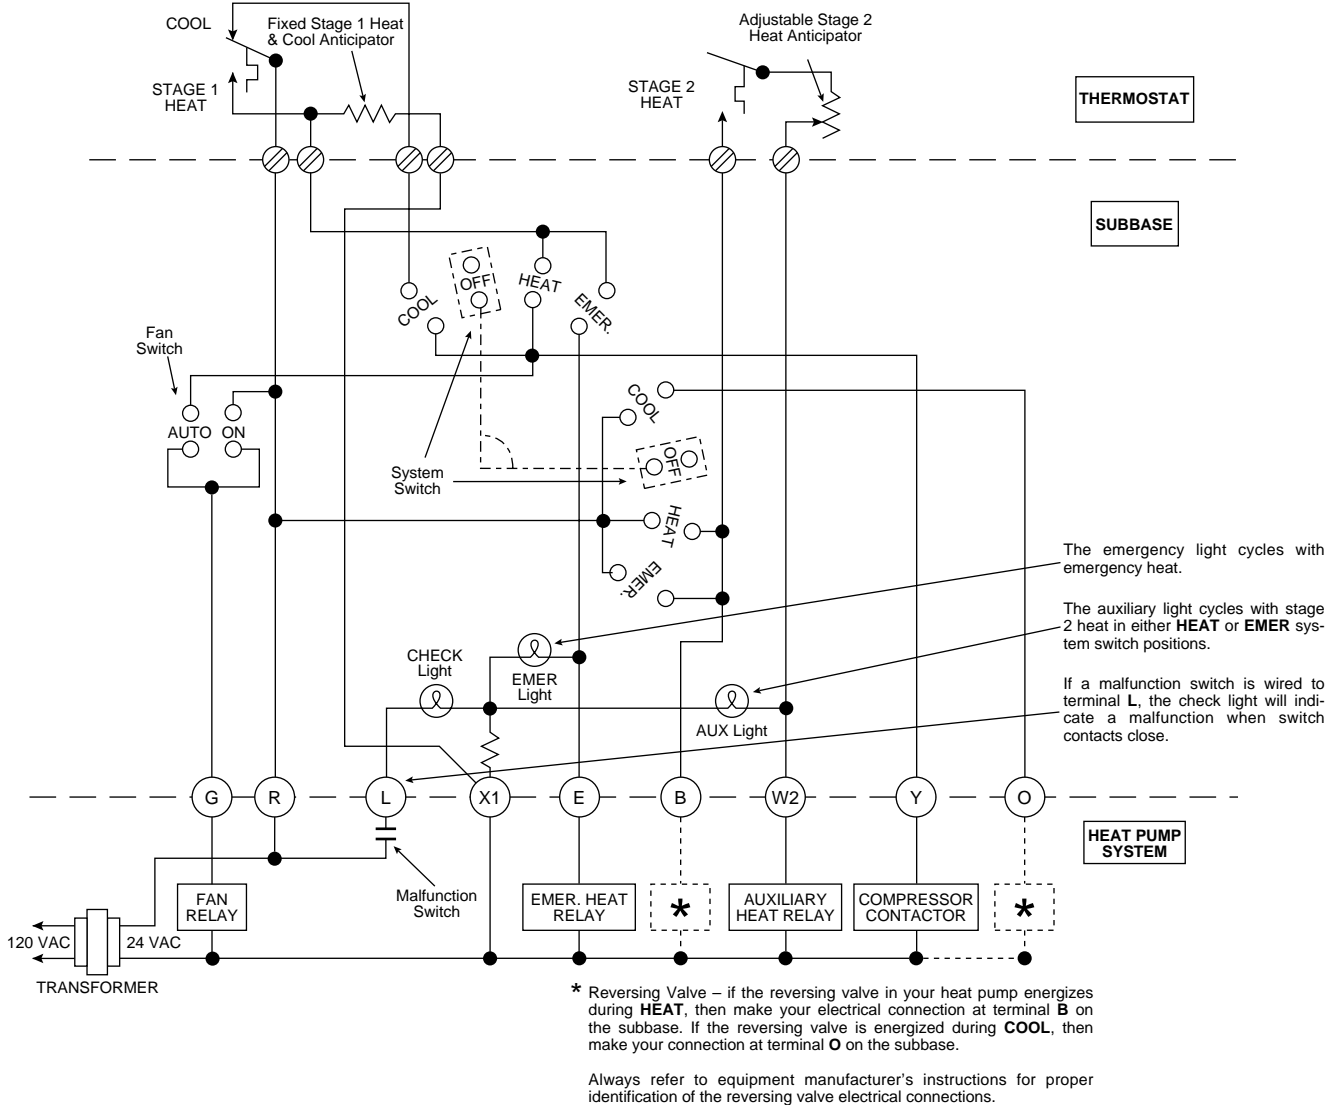 COOL
Fixed Stage 1 Heat
& Cool Anticipator
Adjustable Stage 2
Heat Anticipator
STAGE 1
HEAT
STAGE 2
HEAT
THERMOSTAT
SUBBASE
COOL
OFF
HEAT
EMER.
Fan
Switch
AUTO
ON
System
Switch
COOL
OFF
HEAT
EMER.
The emergency light cycles with
emergency heat.
The auxiliary light cycles with stage
2 heat in either HEAT or EMER sys-
tem switch positions.
If a malfunction switch is wired to
terminal L, the check light will indi-
cate a malfunction when switch
contacts close.
CHECK
Light
EMER
Light
AUX Light
G
R
L
X1
E
B
W2
Y
O
HEAT PUMP
SYSTEM
Malfunction
Switch
FAN
RELAY
EMER. HEAT
RELAY
*
AUXILIARY
HEAT RELAY
COMPRESSOR
CONTACTOR
*
120 VAC
24 VAC
TRANSFORMER
* Reversing Valve – if the reversing valve in your heat pump energizes
during HEAT, then make your electrical connection at terminal B on
the subbase. If the reversing valve is energized during COOL, then
make your connection at terminal O on the subbase.
Always refer to equipment manufacturer's instructions for proper
identification of the reversing valve electrical connections.